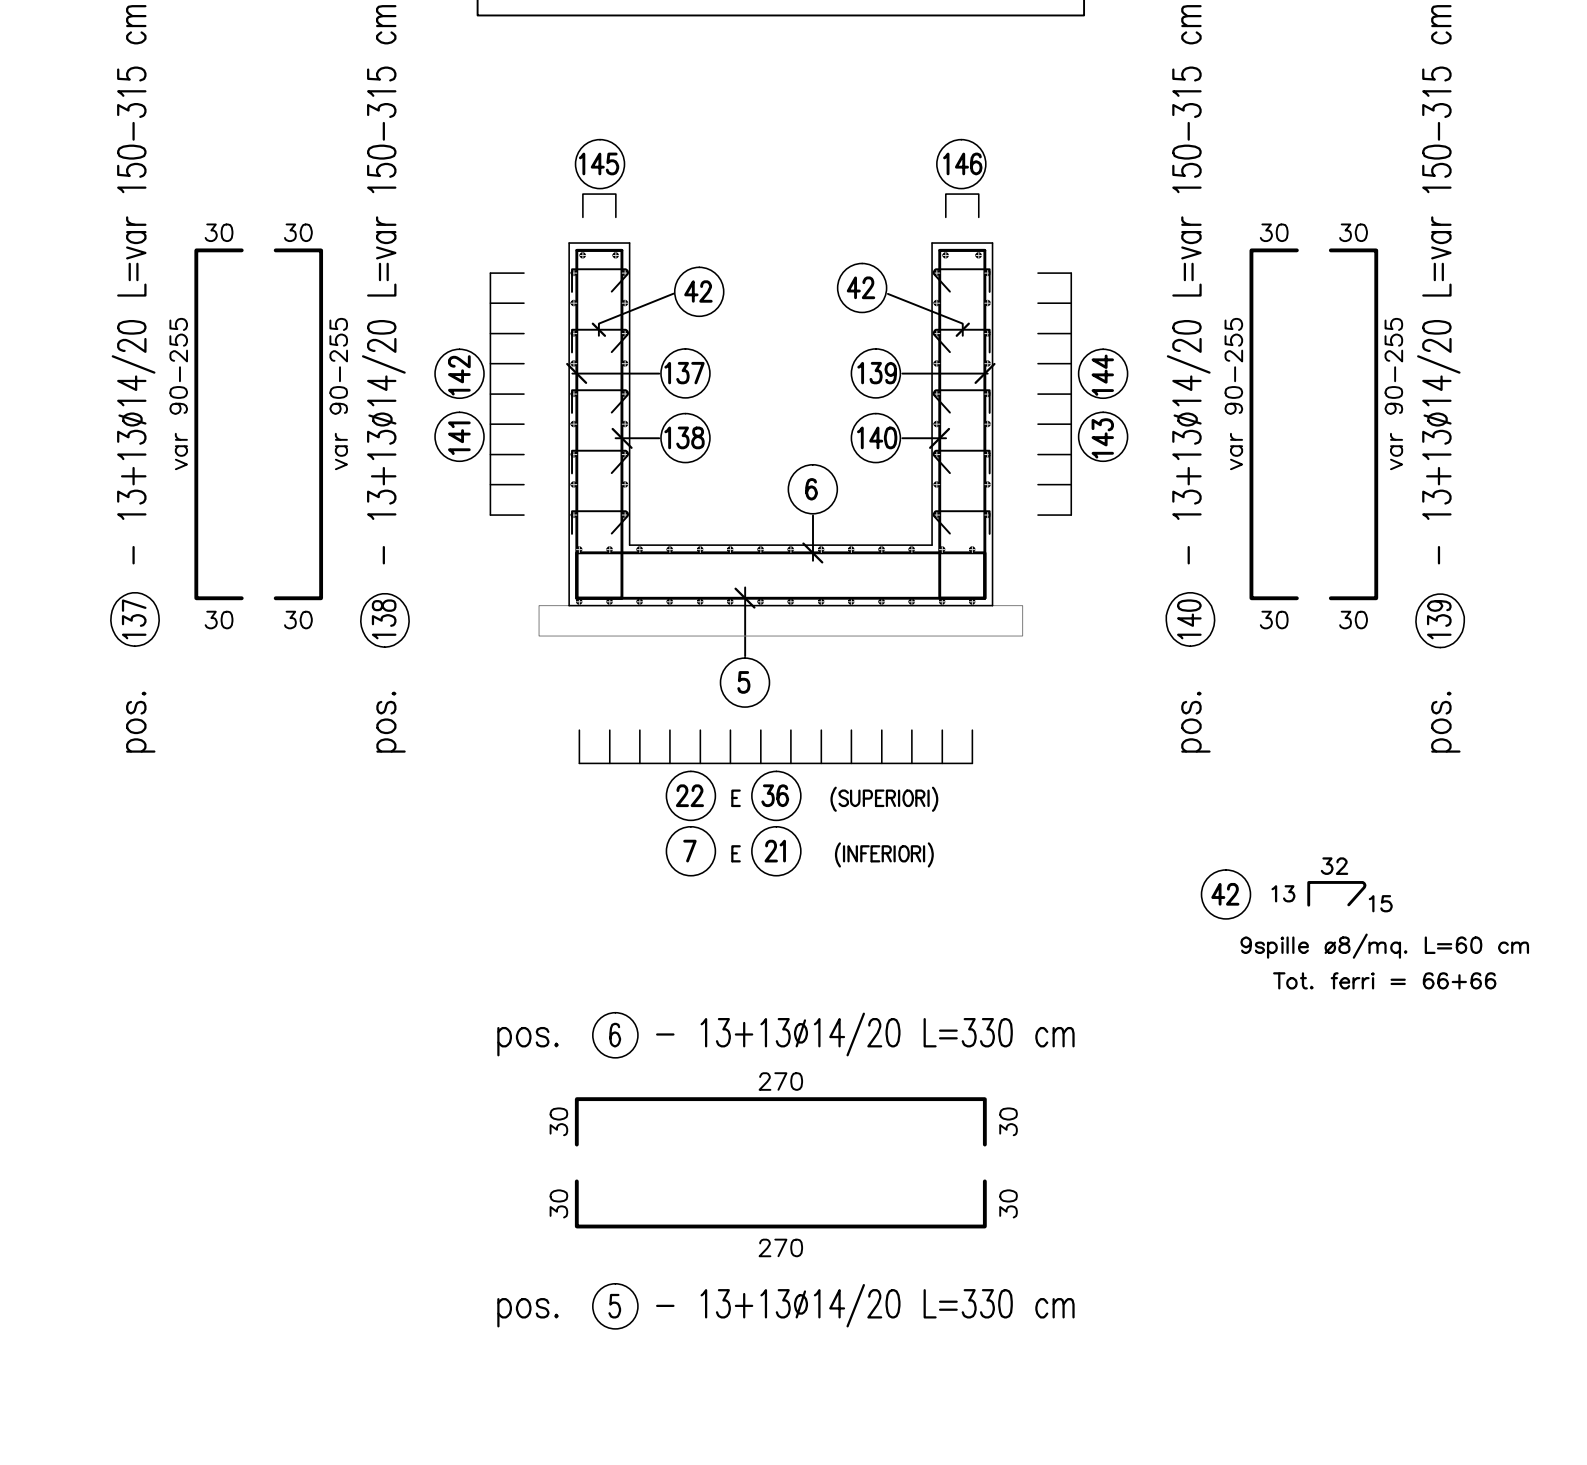 pos. 137 - 13+13ø14/20 L=var 150-315 cm
30
30
var 90-255
var 90-255
30
30
pos. 138 - 13+13ø14/20 L=var 150-315 cm
145
146
42
42
142
137
139
144
141
138
140
143
6
5
22 E 36 (SUPERIORI)
7 E 21 (INFERIORI)
pos. 140 - 13+13ø14/20 L=var 150-315 cm
30
30
var 90-255
var 90-255
30
30
pos. 139 - 13+13ø14/20 L=var 150-315 cm
32
42 13
15
9spille ø8/mq. L=60 cm
Tot. ferri = 66+66
pos. 6 - 13+13ø14/20 L=330 cm
270
30
30
30
30
270
pos. 5 - 13+13ø14/20 L=330 cm